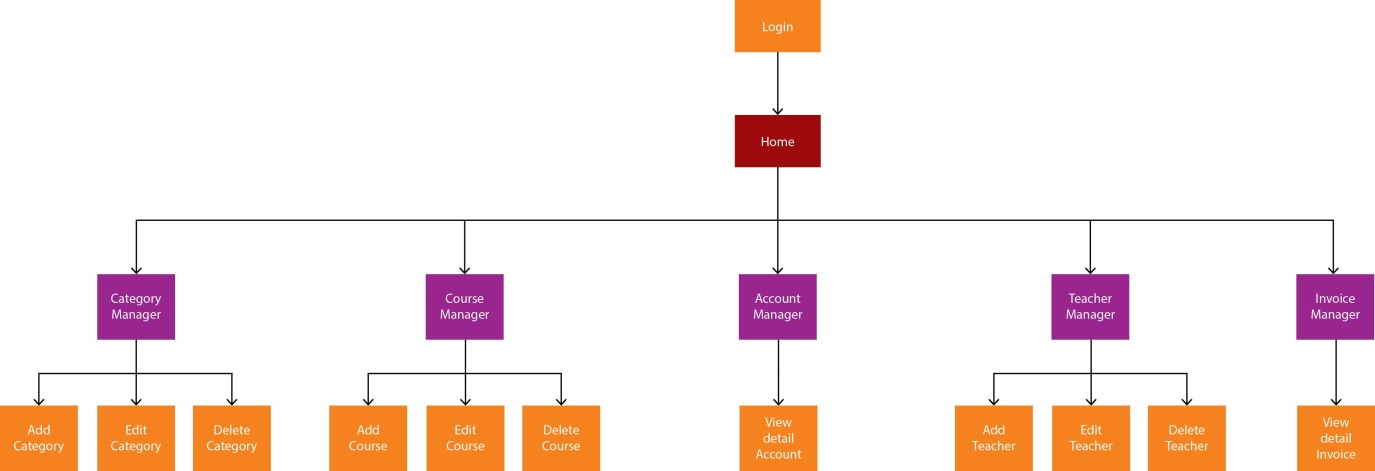 Login
Home
Category
Manager
Course
Manager
Account
Manager
Teacher
Manager
Invoice
Manager
Add
Category
Edit
Category
Delete
Category
Add
Course
Edit
Course
Delete
Course
View
detail
Account
Add
Teacher
Edit
Teacher
Delete
Teacher
View
detail
Invoice